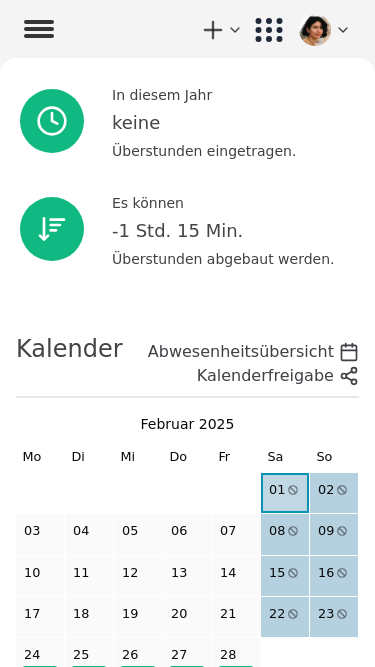 In diesem Jahr
keine
Überstunden eingetragen.
Es können
-1 Std. 15 Min.
Überstunden abgebaut werden.
Kalender
Abwesenheitsübersicht
Kalenderfreigabe
Februar 2025
Mo Di Mi Do Fr Sa So
01 02
03 04 05 06 07 08 09
10 11 12 13 14 15 16
17 18 19 20 21 22 23
24 25 26 27 28